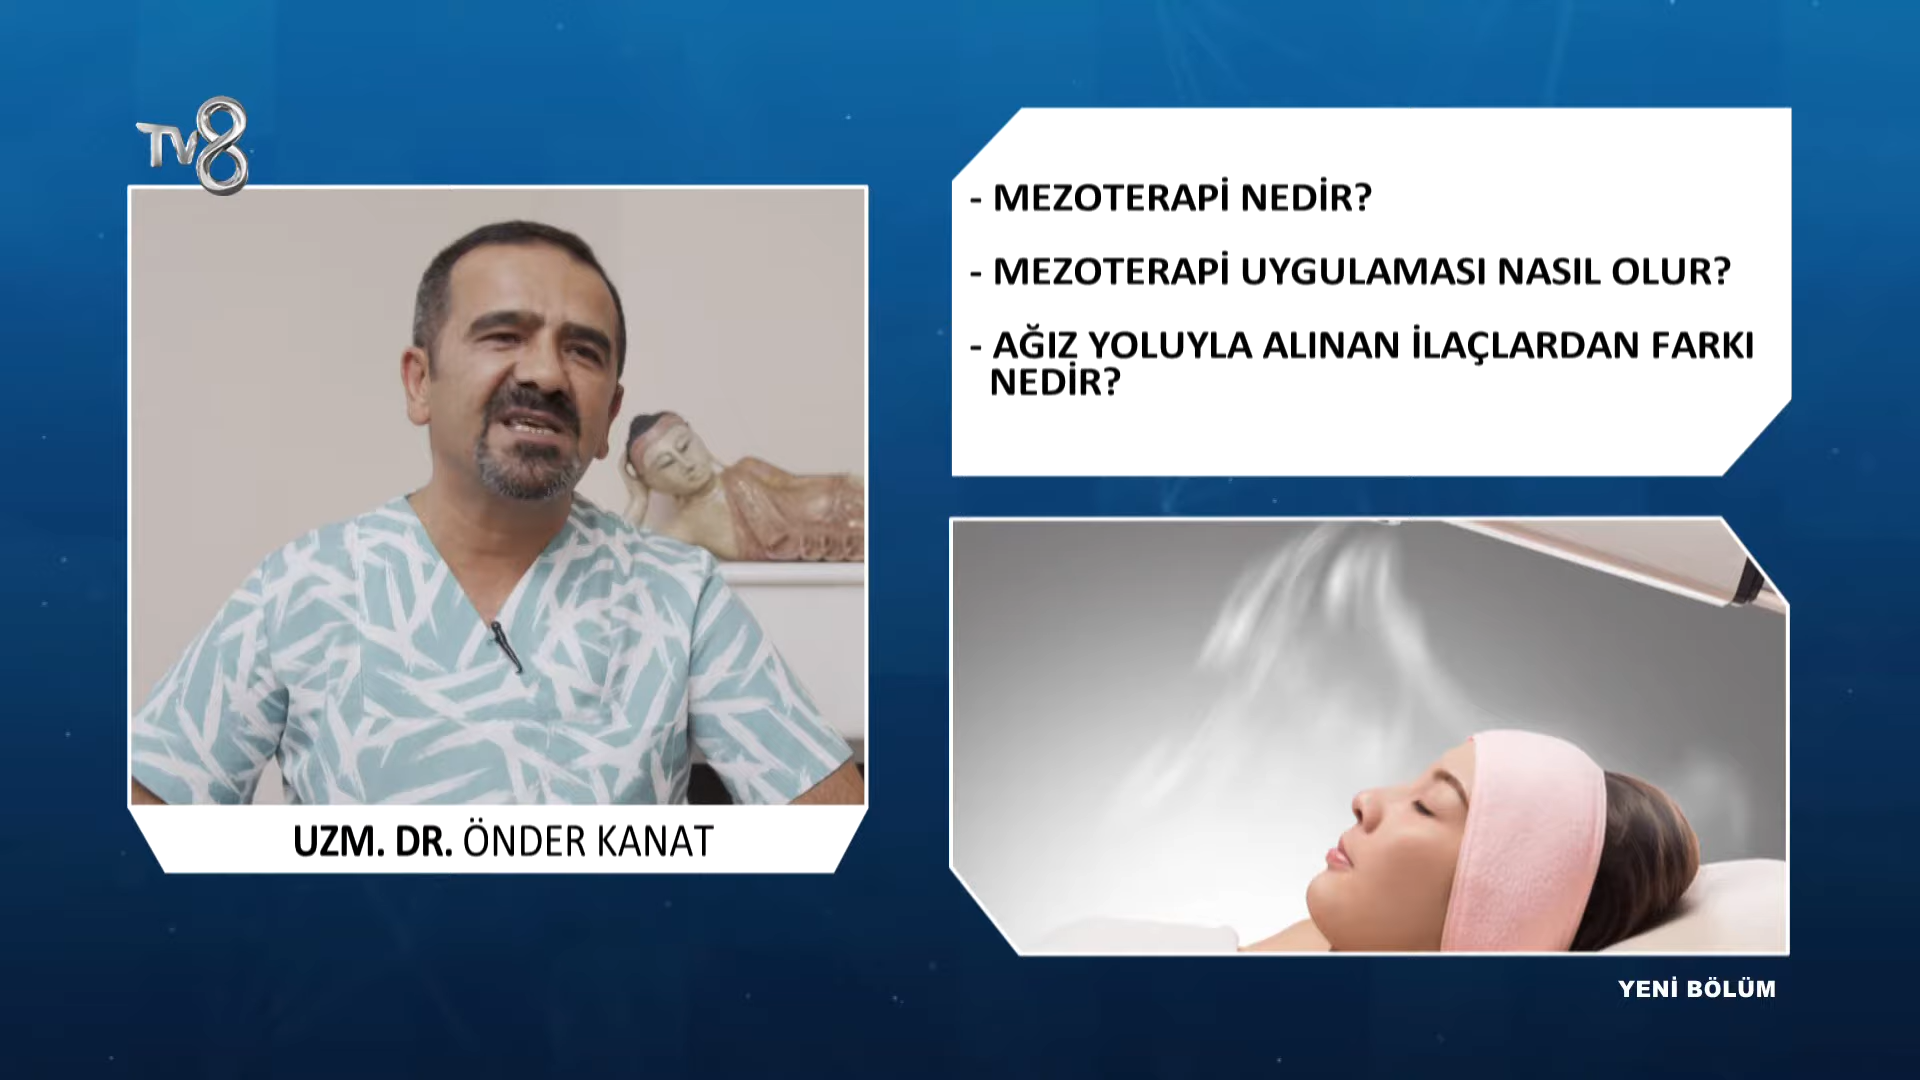 TV8
- MEZOTERAPİ NEDİR?
- MEZOTERAPİ UYGULAMASI NASIL OLUR?
- AĞIZ YOLUYLA ALINAN İLAÇLARDAN FARKI
NEDİR?
UZM. DR. ÖNDER KANAT
YENİ BÖLÜM